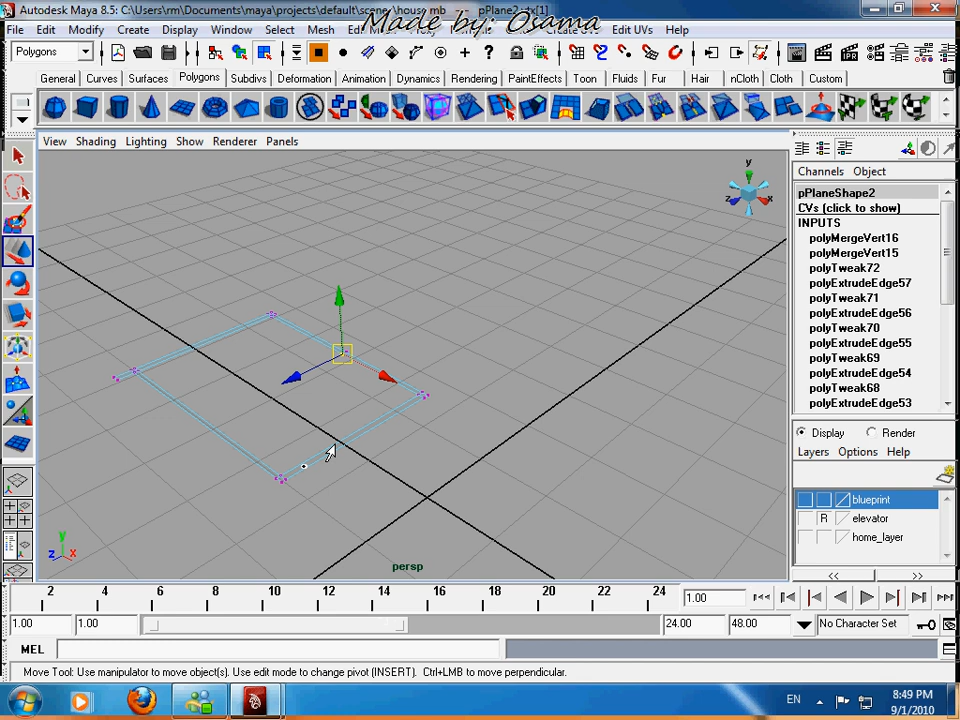 Autodesk Maya 8.5: C:\Users\rm\Documents\maya\projects\default\scene
house.mb
pPlane2
Made by: Osama
File Edit Modify Create Display Window Select Mesh Edit UVs Help
Polygons
General Curves Surfaces Polygons Subdivs Deformation Animation Dynamics Rendering PaintEffects Toon Fluids Fur Hair nCloth Cloth Custom
View Shading Lighting Show Renderer Panels
Channels Object
pPlaneShape2
CVs (click to show)
INPUTS
polyMergeVert16
polyMergeVert15
polyTweak72
polyExtrudeEdge57
polyTweak71
polyExtrudeEdge56
polyTweak70
polyExtrudeEdge55
polyTweak69
polyExtrudeEdge54
polyTweak68
polyExtrudeEdge53
y
z x
Display Render
Layers Options Help
blueprint
R elevator
home_layer
y
z x
persp
<< >>
2 4 6 8 10 12 14 16 18 20 22 24
1.00
1.00 1.00 24.00 48.00 No Character Set
MEL
Move Tool: Use manipulator to move object(s). Use edit mode to change pivot (INSERT). Ctrl+LMB to move perpendicular.
EN
8:49 PM
9/1/2010